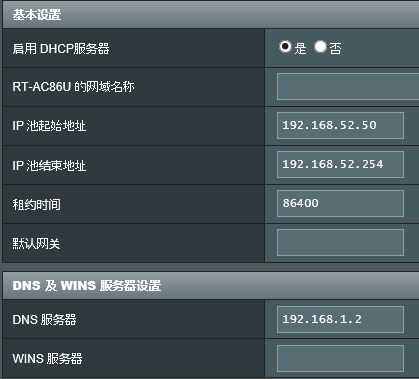 基本设置
启用 DHCP服务器 是 否
RT-AC86U 的网域名称
IP 池起始地址 192.168.52.50
IP 池结束地址 192.168.52.254
租约时间 86400
默认网关
DNS 及 WINS 服务器设置
DNS 服务器 192.168.1.2
WINS 服务器